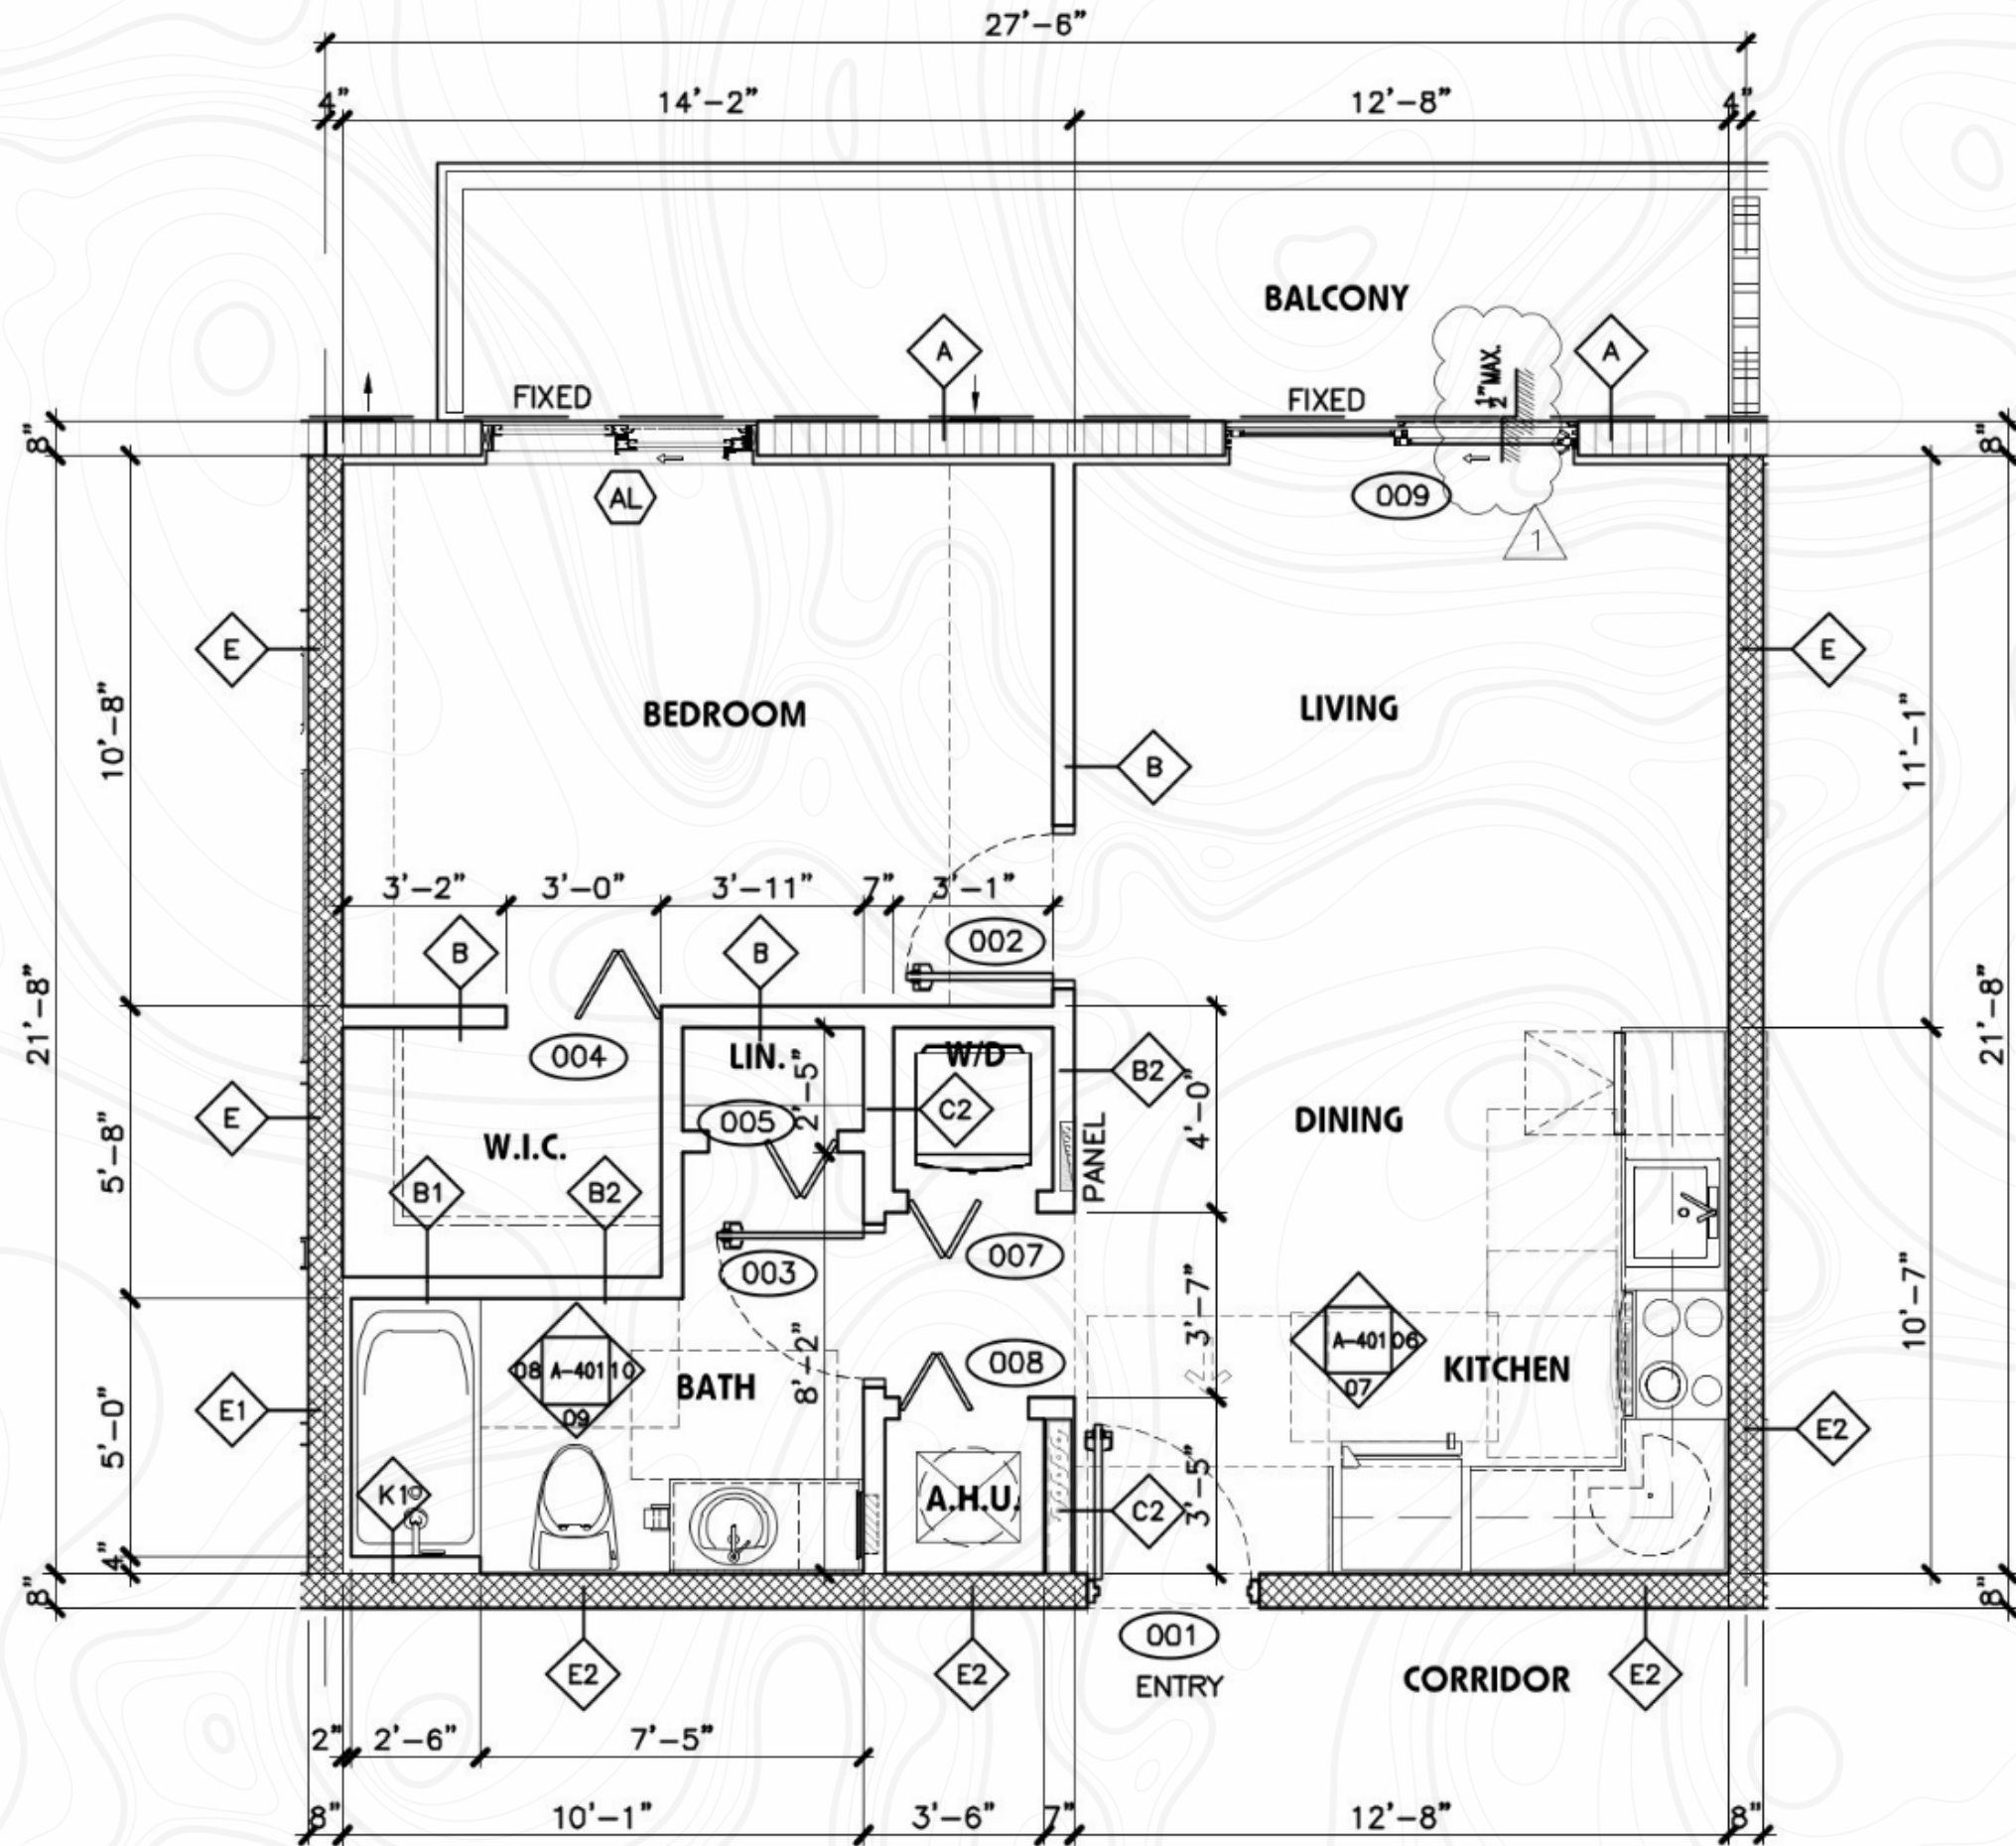 27'-6"
4" 14'-2" 12'-8" 4"
BALCONY
A A
1"
2 MAX.
FIXED FIXED
8" 8"
AL 009
1
E E
10'-8" BEDROOM LIVING 11'-1"
B
3'-2" 3'-0" 3'-11" 7" 3'-1"
002
B B
21'-8" 21'-8"
004 LIN. W/D B2
2'-5"
005 C2 4'-0" DINING
E
5'-8" W.I.C. PANEL
B1 B2
003 007
3'-7" 10'-7"
08 A-401 10 BATH 8'-2" 008 A-401 06 KITCHEN
09 07
E1 E2
5'-0"
K1 A.H.U. C2 3'-5"
4"
8" 8"
001
E2 E2 ENTRY CORRIDOR E2
2" 2'-6" 7'-5"
8" 10'-1" 3'-6" 7" 12'-8" 8"